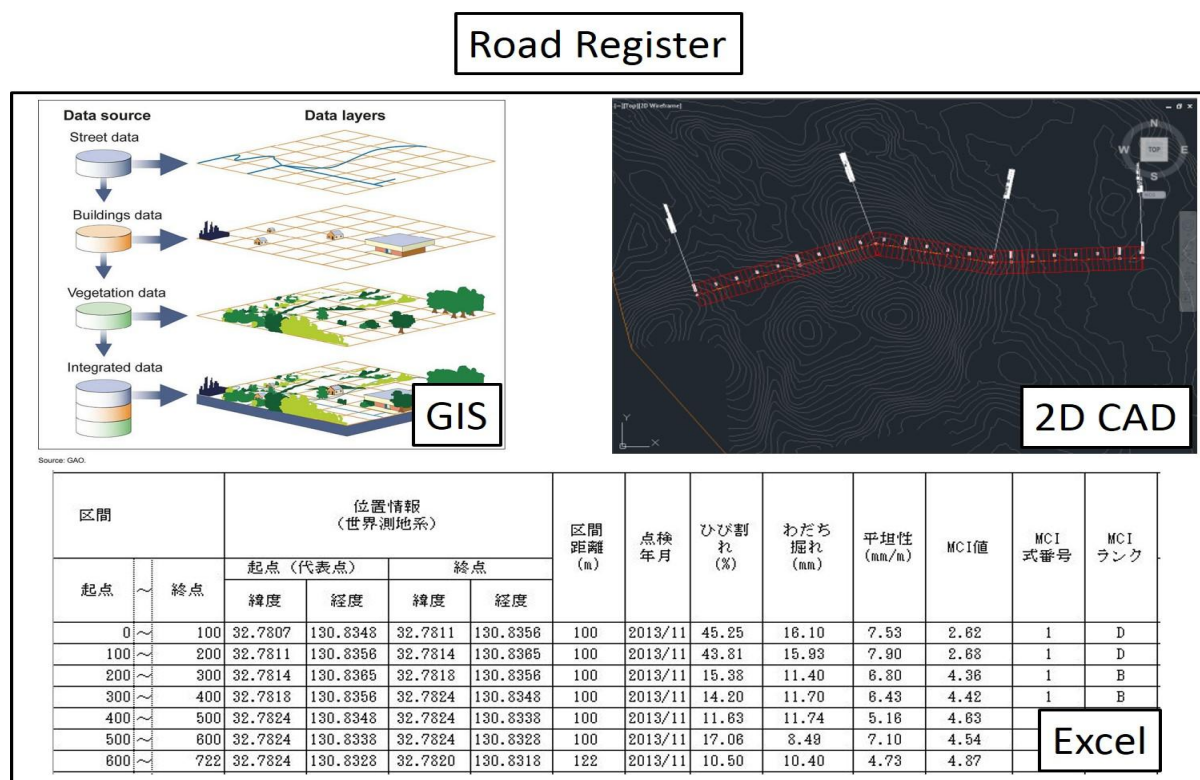 Road Register
Data source Data layers
Street data
Buildings data
Vegetation data
Integrated data
GIS
Source: GAO.
[−][Top][2D Wireframe]
N
W TOP E
S
Y
X
2D CAD
区間 位置情報 (世界測地系) 区間距離 (m) 点検年月 ひび割れ (%) わだち掘れ (mm) 平坦性 (mm/m) MCI値 MCI式番号 MCIランク
起点 ~ 終点 起点 (代表点) 終点
緯度 経度 緯度 経度
0 ~ 100 32.7807 130.8348 32.7811 130.8356 100 2013/11 45.25 16.10 7.53 2.62 1 D
100 ~ 200 32.7811 130.8356 32.7814 130.8365 100 2013/11 43.81 15.93 7.90 2.68 1 D
200 ~ 300 32.7814 130.8365 32.7818 130.8356 100 2013/11 15.38 11.40 6.80 4.36 1 B
300 ~ 400 32.7818 130.8356 32.7824 130.8348 100 2013/11 14.20 11.70 6.43 4.42 1 B
400 ~ 500 32.7824 130.8348 32.7824 130.8338 100 2013/11 11.63 11.74 5.16 4.63
500 ~ 600 32.7824 130.8338 32.7824 130.8328 100 2013/11 17.06 8.49 7.10 4.54
600 ~ 722 32.7824 130.8328 32.7820 130.8318 122 2013/11 10.50 10.40 4.73 4.87
Excel